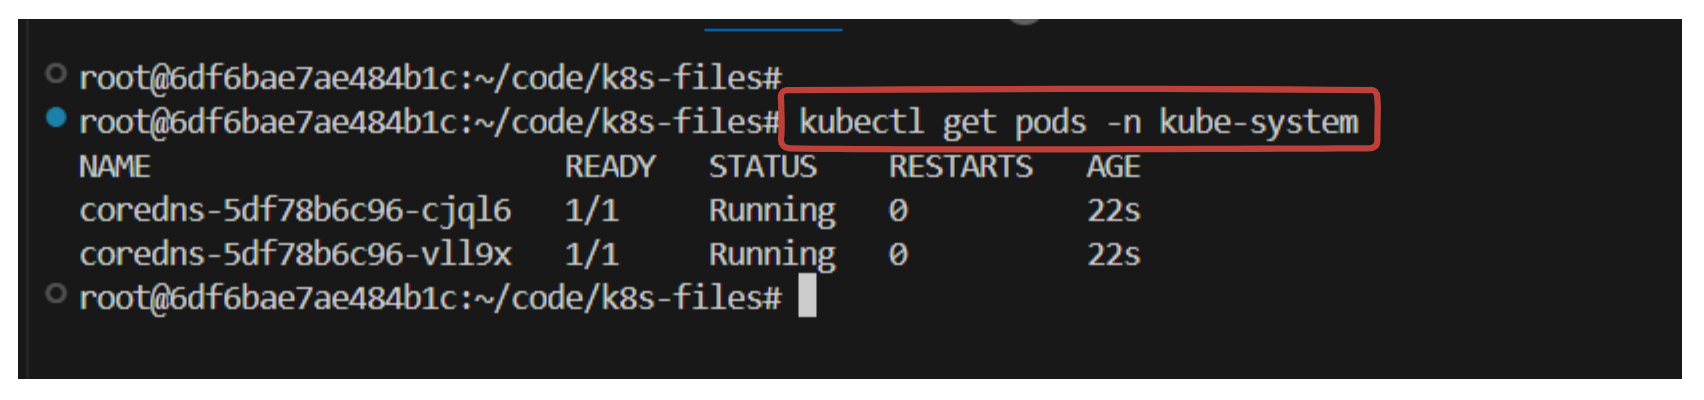 root@6df6bae7ae484b1c:~/code/k8s-files#
root@6df6bae7ae484b1c:~/code/k8s-files# kubectl get pods -n kube-system
NAME READY STATUS RESTARTS AGE
coredns-5df78b6c96-cjql6 1/1 Running 0 22s
coredns-5df78b6c96-vll9x 1/1 Running 0 22s
root@6df6bae7ae484b1c:~/code/k8s-files#